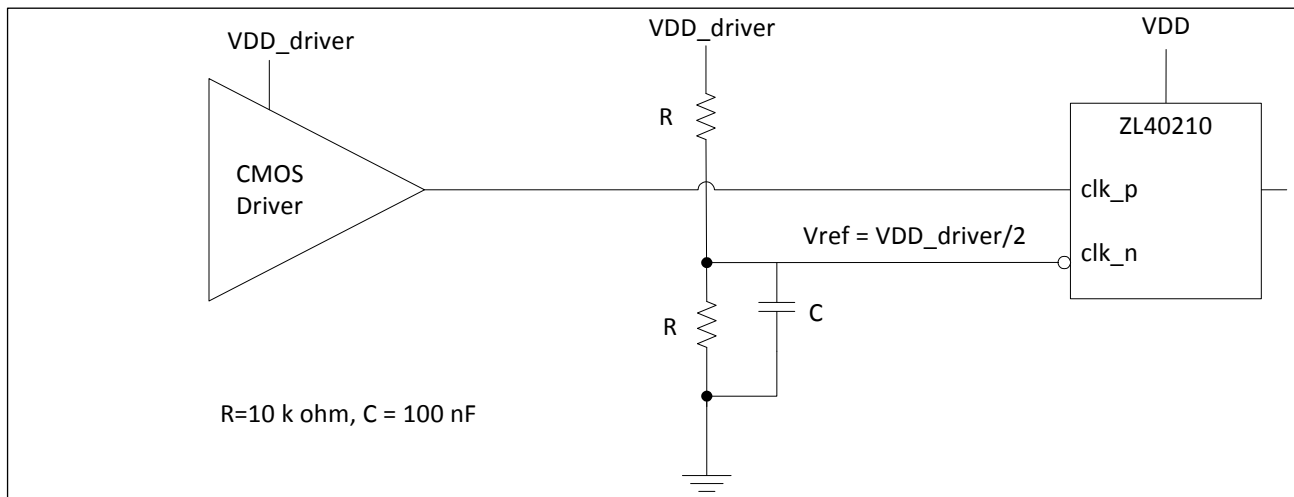 VDD_driver
VDD_driver
VDD
R
ZL40210
CMOS
Driver
clk_p
Vref = VDD_driver/2
clk_n
R
C
R=10 k ohm, C = 100 nF